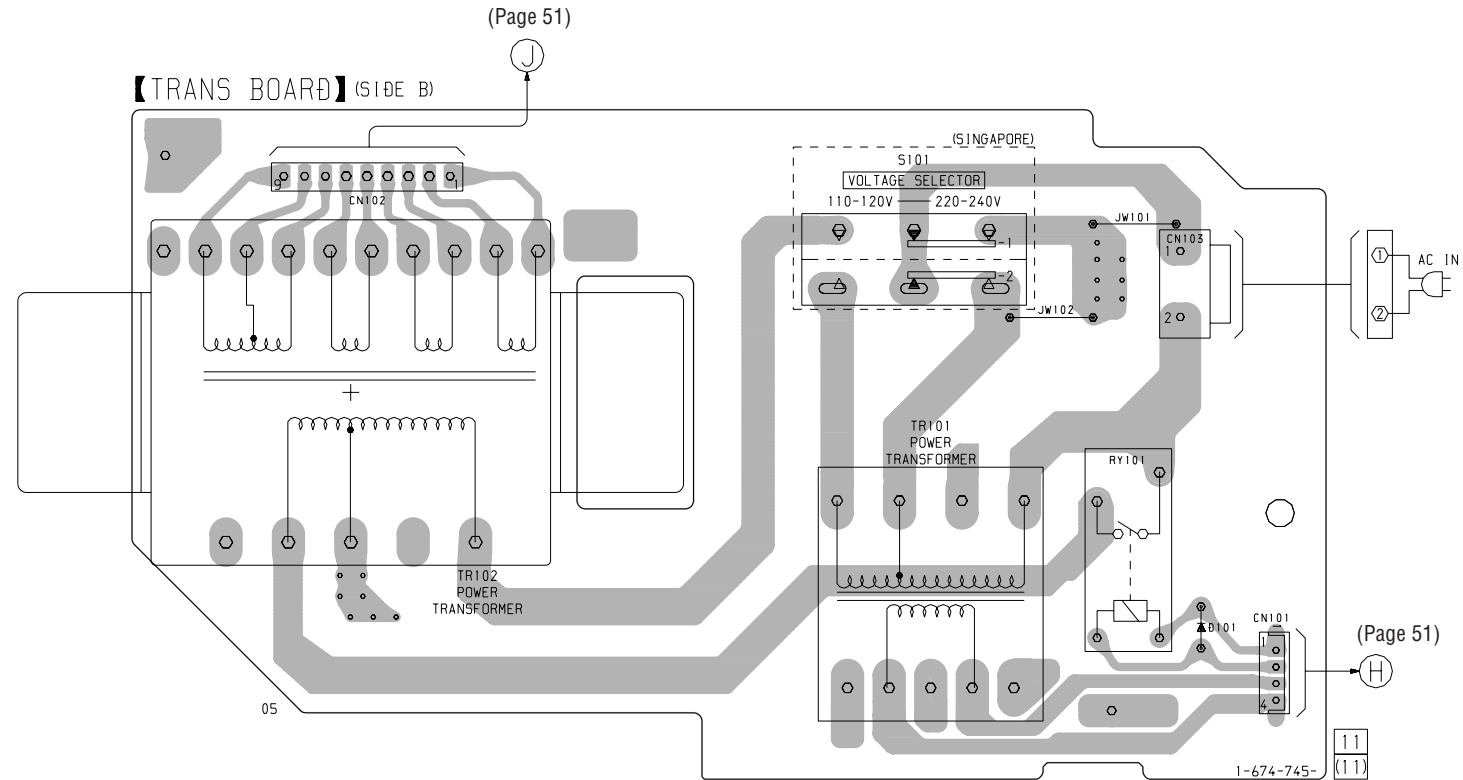 (Page 51)
J
【TRANS BOARD】(SIDE B)
(SINGAPORE)
S101
VOLTAGE SELECTOR
110-120V 220-240V
9 1
CN102
-1
-2
JW101
JW102
CN103
1
2
1
2
AC IN
TR101
POWER
TRANSFORMER
RY101
TR102
POWER
TRANSFORMER
D101
CN101
1
4
(Page 51)
H
05
1-674-745-
11
(11)